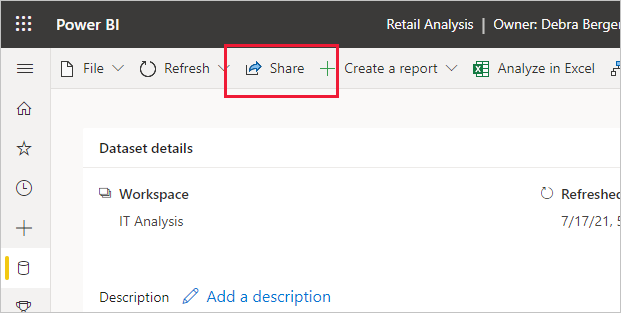 Power BI Retail Analysis | Owner: Debra Berger
File Refresh Share Create a report Analyze in Excel
Dataset details
Workspace Refreshed
IT Analysis 7/17/21, 5
Description Add a description